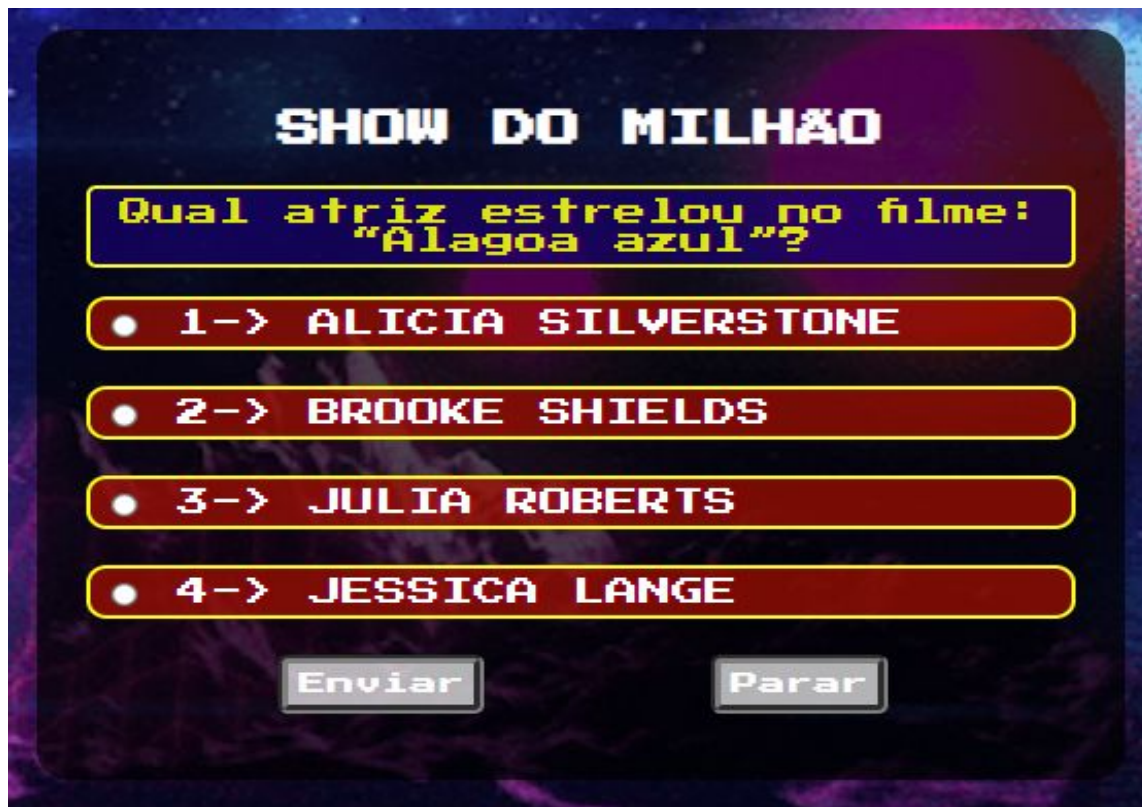 SHOW DO MILHÃO
Qual atriz estrelou no filme:
"Alagoa azul"?
1-> ALICIA SILVERSTONE
2-> BROOKE SHIELDS
3-> JULIA ROBERTS
4-> JESSICA LANGE
Enviar
Parar